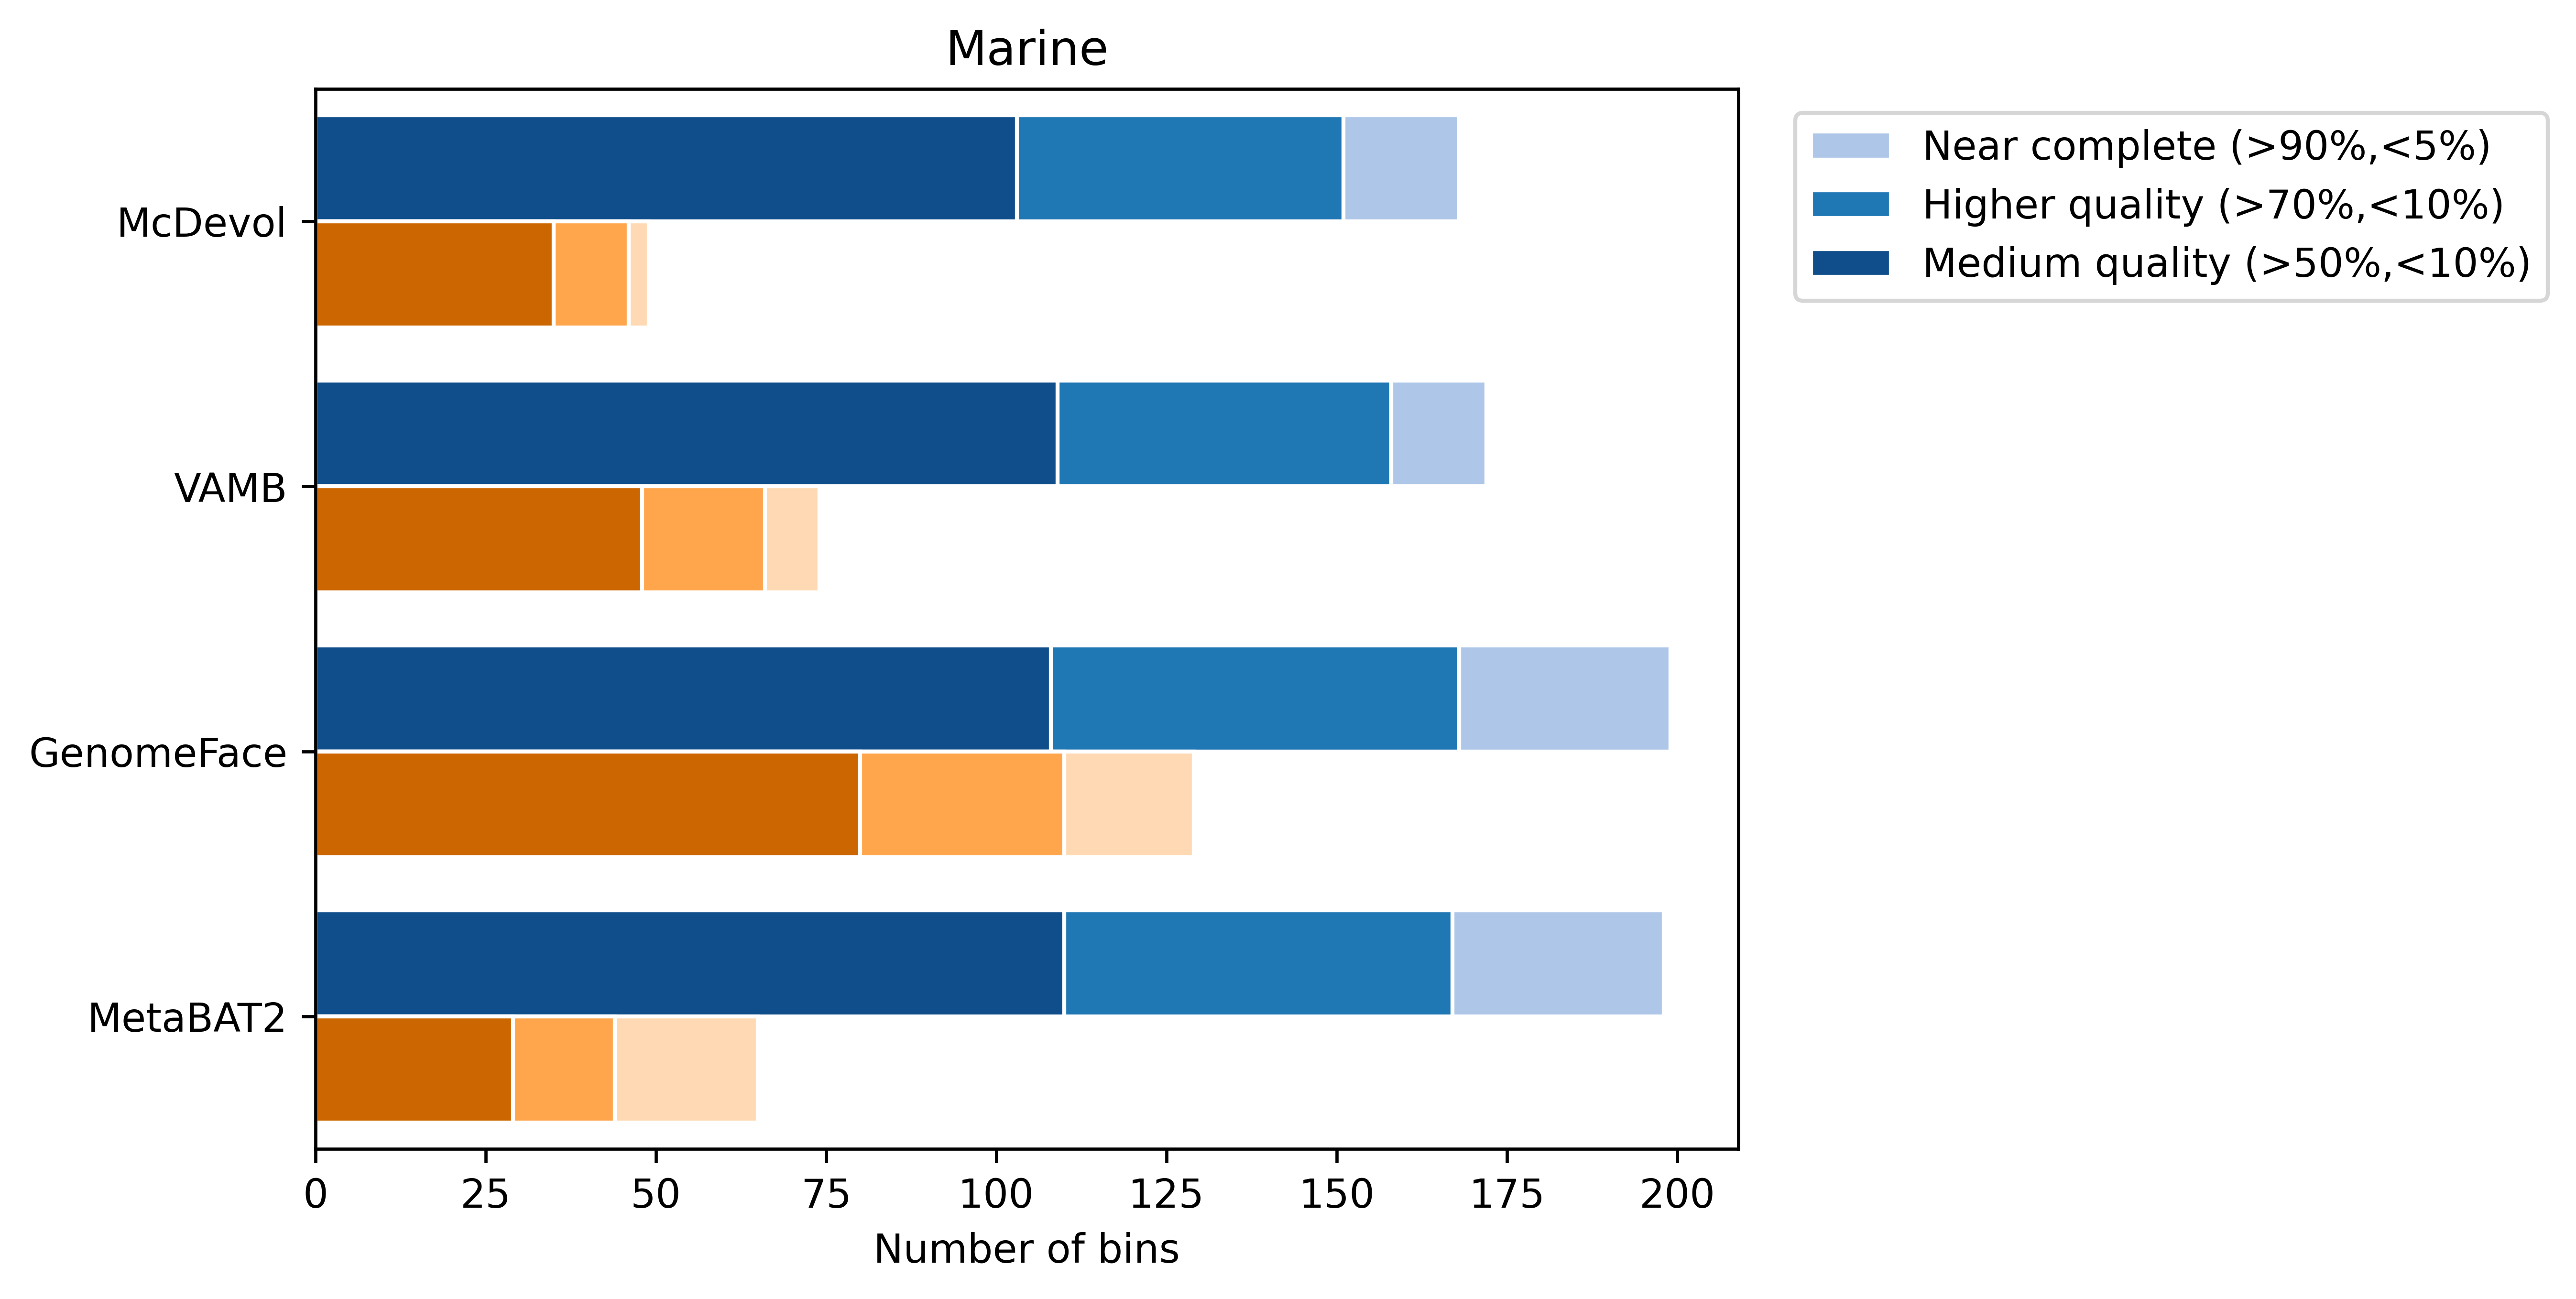 Marine
Near complete (>90%,<5%)
Higher quality (>70%,<10%)
Medium quality (>50%,<10%)
McDevol
VAMB
GenomeFace
MetaBAT2
0 25 50 75 100 125 150 175 200
Number of bins